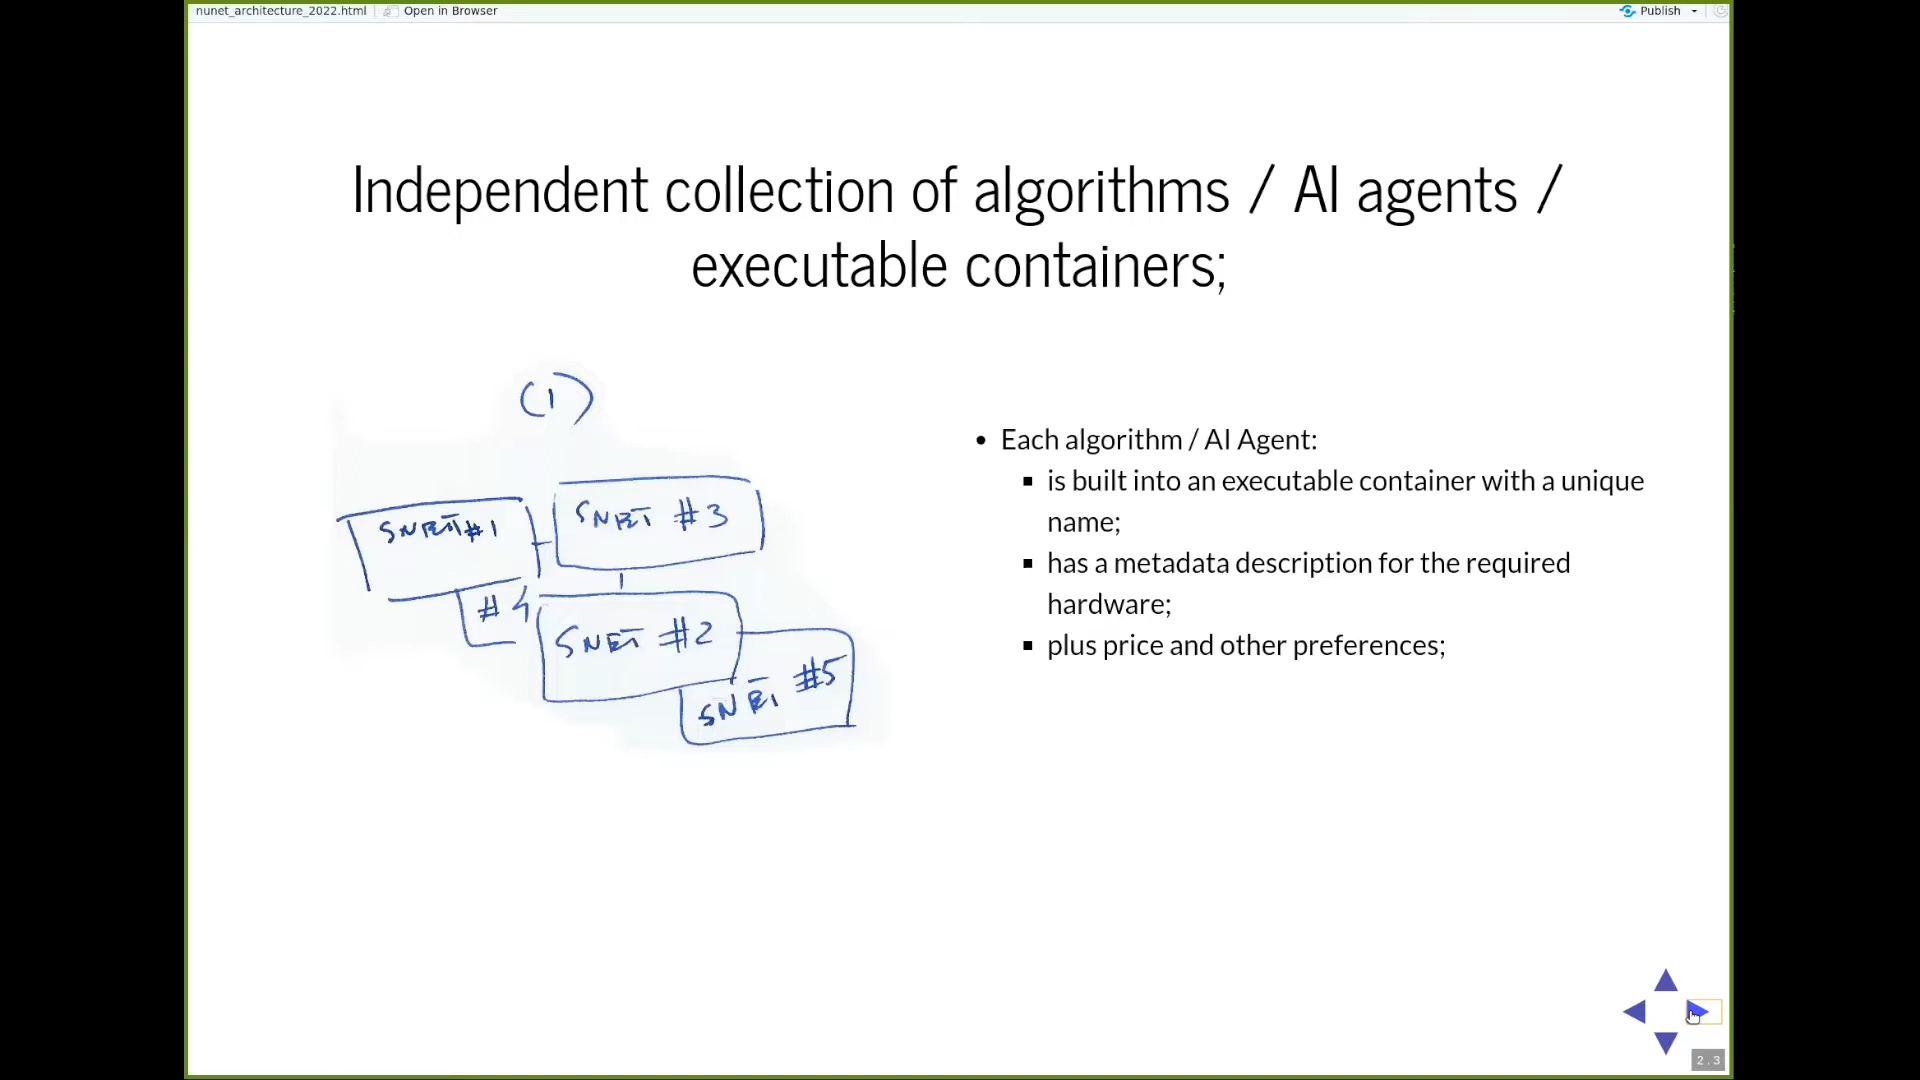 nunet_architecture_2022.html Open in Browser Publish
Independent collection of algorithms / AI agents /
executable containers;
(1)
SNET #1
SNET #3
# 4
SNET #2
SNET #5
Each algorithm / AI Agent:
is built into an executable container with a unique
name;
has a metadata description for the required
hardware;
plus price and other preferences;
2.3